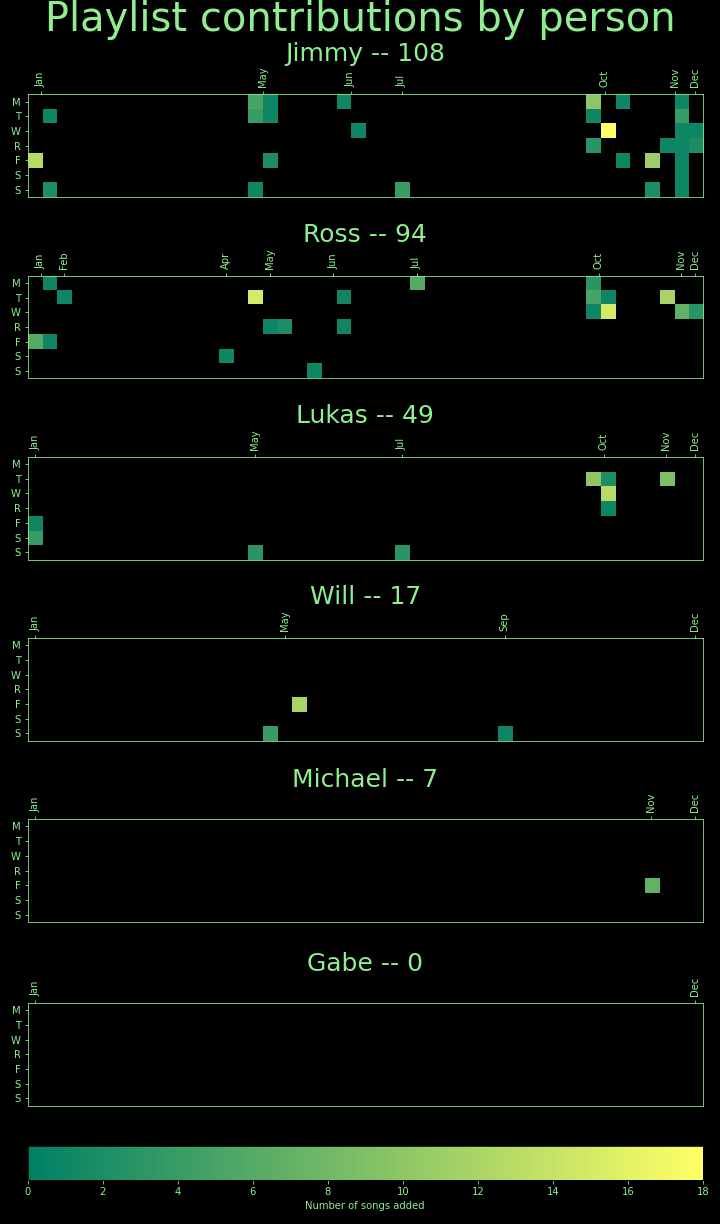 Playlist contributions by person
Jimmy -- 108
Jan May Jun Jul Oct Nov Dec
M
T
W
R
F
S
S
Ross -- 94
Jan Feb Apr May Jun Jul Oct Nov Dec
M
T
W
R
F
S
S
Lukas -- 49
Jan May Jul Oct Nov Dec
M
T
W
R
F
S
S
Will -- 17
Jan May Sep Dec
M
T
W
R
F
S
S
Michael -- 7
Jan Nov Dec
M
T
W
R
F
S
S
Gabe -- 0
Jan Dec
M
T
W
R
F
S
S
0 2 4 6 8 10 12 14 16 18
Number of songs added